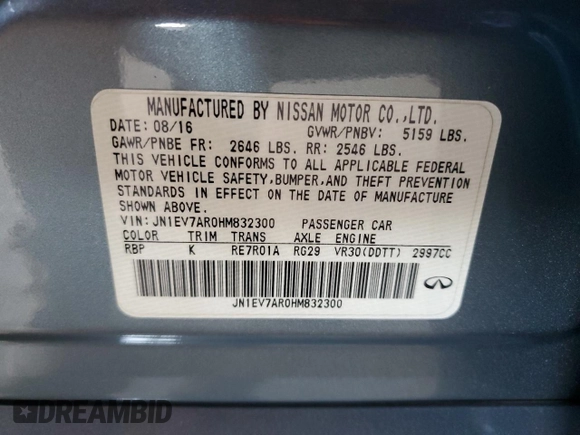 MANUFACTURED BY NISSAN MOTOR CO.,LTD.
DATE: 08/16 GVWR/PNBV: 5159 LBS.
GAWR/PNBE FR: 2646 LBS. RR: 2546 LBS.
THIS VEHICLE CONFORMS TO ALL APPLICABLE FEDERAL
MOTOR VEHICLE SAFETY,BUMPER,AND THEFT PREVENTION
STANDARDS IN EFFECT ON THE DATE OF MANUFACTURE
SHOWN ABOVE.
VIN: JN1EV7AR0HM832300 PASSENGER CAR
COLOR TRIM TRANS AXLE ENGINE
RBP K RE7R01A RG29 VR30(DDTT) 2997CC
JN1EV7AR0HM832300
DREAMBID